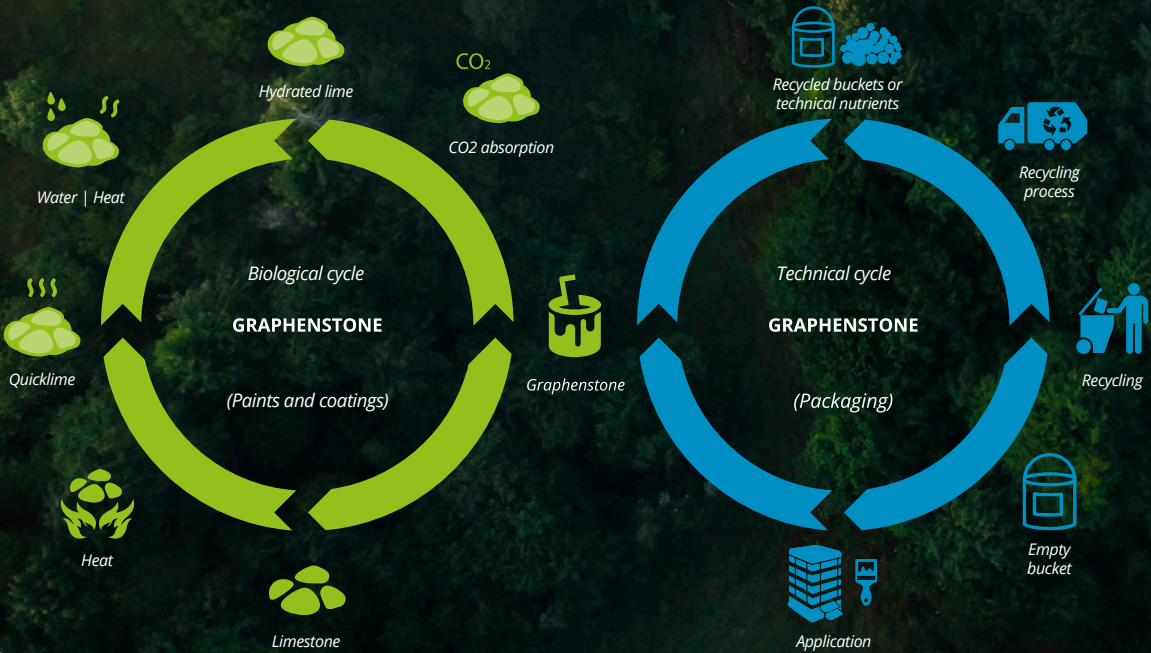 Hydrated lime
CO₂
CO2 absorption
Water | Heat
Biological cycle
GRAPHENSTONE
(Paints and coatings)
Quicklime
Heat
Limestone
Graphenstone
Recycled buckets or
technical nutrients
Recycling
process
Technical cycle
GRAPHENSTONE
(Packaging)
Recycling
Empty
bucket
Application